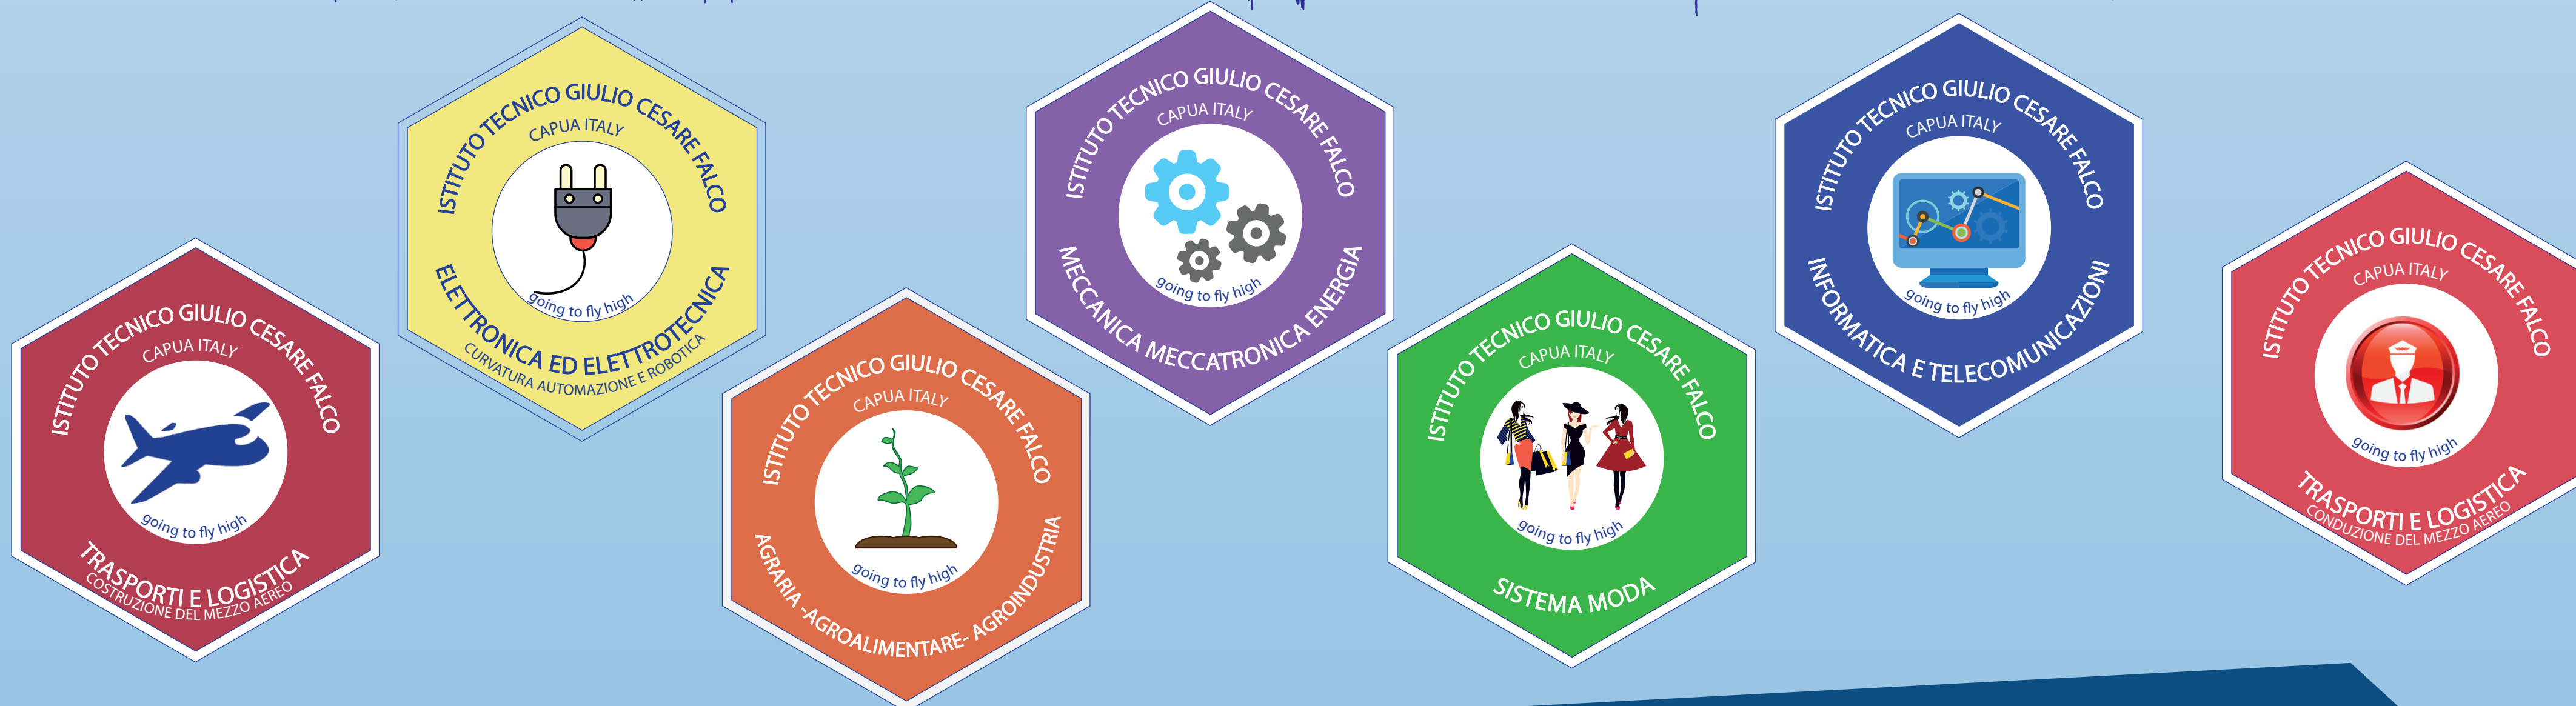 ISTITUTO TECNICO GIULIO CESARE FALCO
CAPUA ITALY
going to fly high
TRASPORTI E LOGISTICA
COSTRUZIONE DEL MEZZO AEREO
ISTITUTO TECNICO GIULIO CESARE FALCO
CAPUA ITALY
going to fly high
ELETTRONICA ED ELETTROTECNICA
CURVATURA AUTOMAZIONE E ROBOTICA
ISTITUTO TECNICO GIULIO CESARE FALCO
CAPUA ITALY
going to fly high
AGRARIA -AGROALIMENTARE- AGROINDUSTRIA
ISTITUTO TECNICO GIULIO CESARE FALCO
CAPUA ITALY
going to fly high
MECCANICA MECCATRONICA ENERGIA
ISTITUTO TECNICO GIULIO CESARE FALCO
CAPUA ITALY
going to fly high
SISTEMA MODA
ISTITUTO TECNICO GIULIO CESARE FALCO
CAPUA ITALY
going to fly high
INFORMATICA E TELECOMUNICAZIONI
ISTITUTO TECNICO GIULIO CESARE FALCO
CAPUA ITALY
going to fly high
TRASPORTI E LOGISTICA
CONDUZIONE DEL MEZZO AEREO